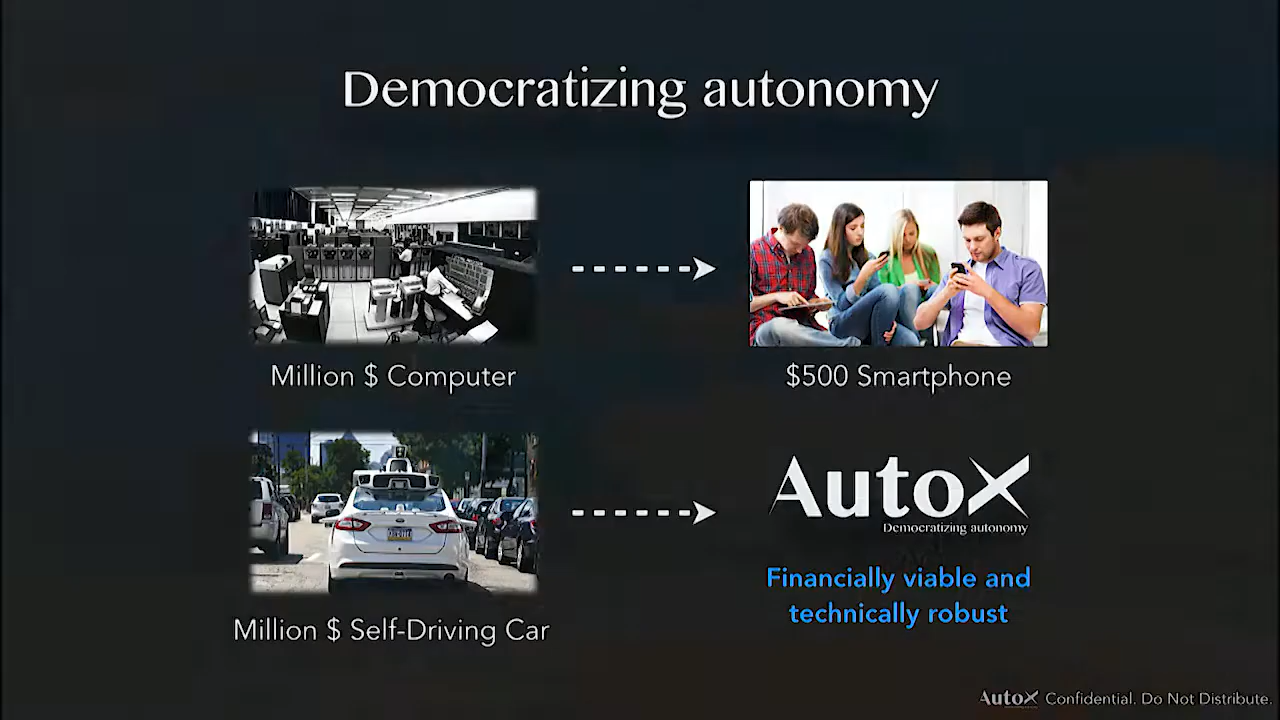 Democratizing autonomy
Million $ Computer
$500 Smartphone
AutoX
Democratizing autonomy
Million $ Self-Driving Car
Financially viable and
technically robust
AutoX Confidential. Do Not Distribute.